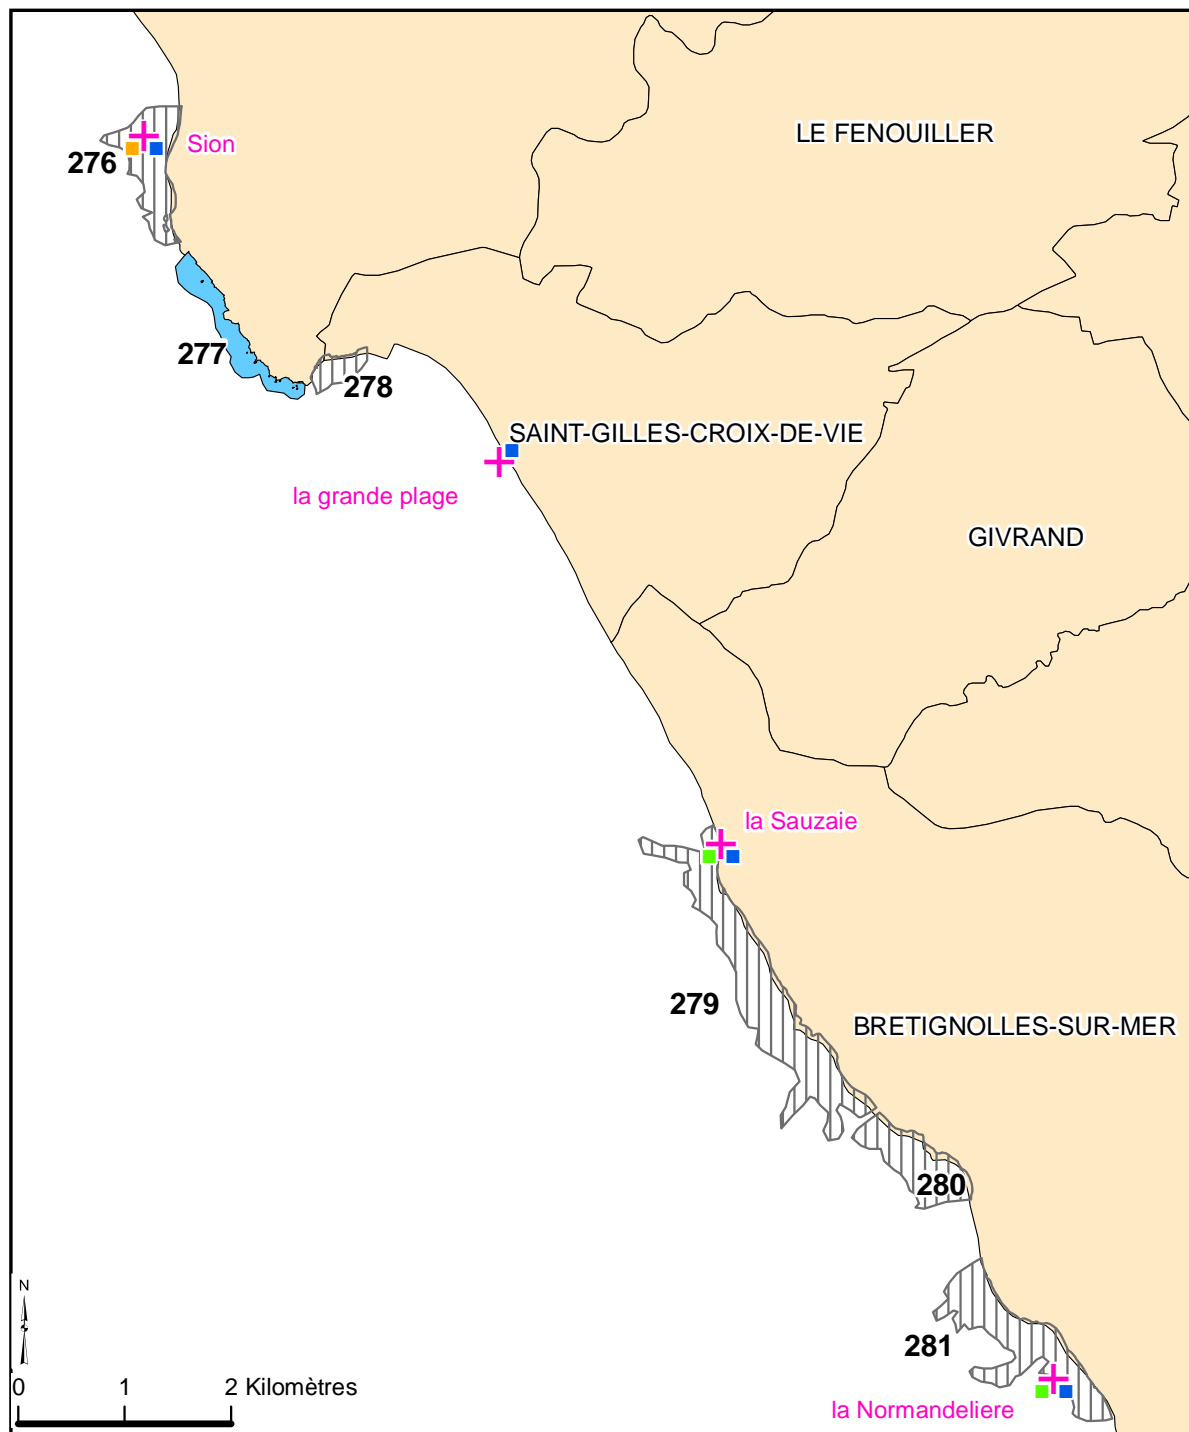 LE FENOUILLER
Sion
276
277
278
SAINT-GILLES-CROIX-DE-VIE
la grande plage
GIVRAND
la Sauzaie
279
BRETIGNOLLES-SUR-MER
280
N
281
0 1 2 Kilomètres
la Normandeliere